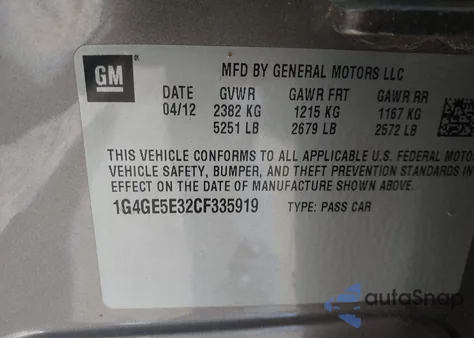 GM
MFD BY GENERAL MOTORS LLC
DATE GVWR GAWR FRT GAWR RR
04/12 2382 KG 1215 KG 1167 KG
5251 LB 2679 LB 2572 LB
THIS VEHICLE CONFORMS TO ALL APPLICABLE U.S. FEDERAL MOTOR
VEHICLE SAFETY, BUMPER, AND THEFT PREVENTION STANDARDS IN
EFFECT ON THE DATE OF MANUFACTURE SHOWN ABOVE.
1G4GE5E32CF335919 TYPE: PASS CAR
autoSnap